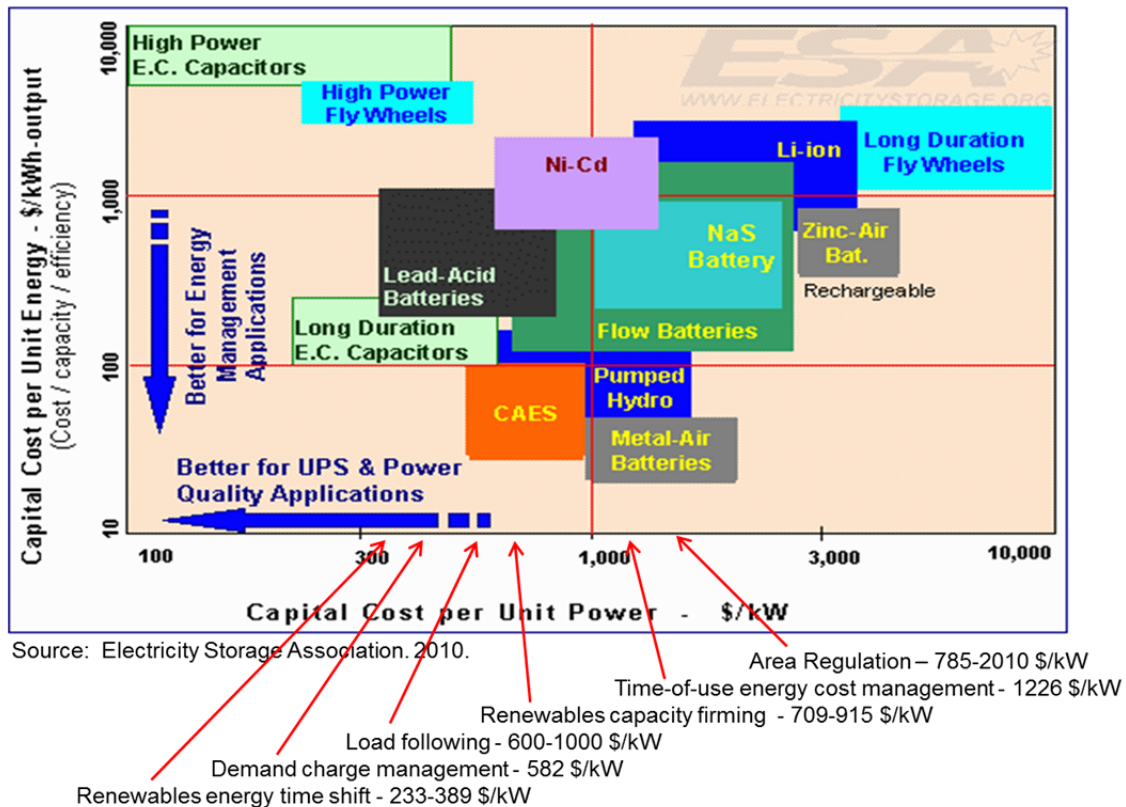 Capital Cost per Unit Energy - $/kWh-output
(Cost / capacity / efficiency)
10,000
1,000
100
10
High Power
E.C. Capacitors
High Power
Fly Wheels
ESA
WWW.ELECTRICITYSTORAGE.ORG
Ni-Cd
Li-ion
Long Duration
Fly Wheels
Better for Energy
Management
Applications
Lead-Acid
Batteries
NaS
Battery
Zinc-Air
Bat.
Rechargeable
Long Duration
E.C. Capacitors
Flow Batteries
CAES
Pumped
Hydro
Metal-Air
Batteries
Better for UPS & Power
Quality Applications
100
300
1,000
3,000
10,000
Capital Cost per Unit Power - $/kW
Source: Electricity Storage Association. 2010.
Area Regulation – 785-2010 $/kW
Time-of-use energy cost management - 1226 $/kW
Renewables capacity firming - 709-915 $/kW
Load following - 600-1000 $/kW
Demand charge management - 582 $/kW
Renewables energy time shift - 233-389 $/kW